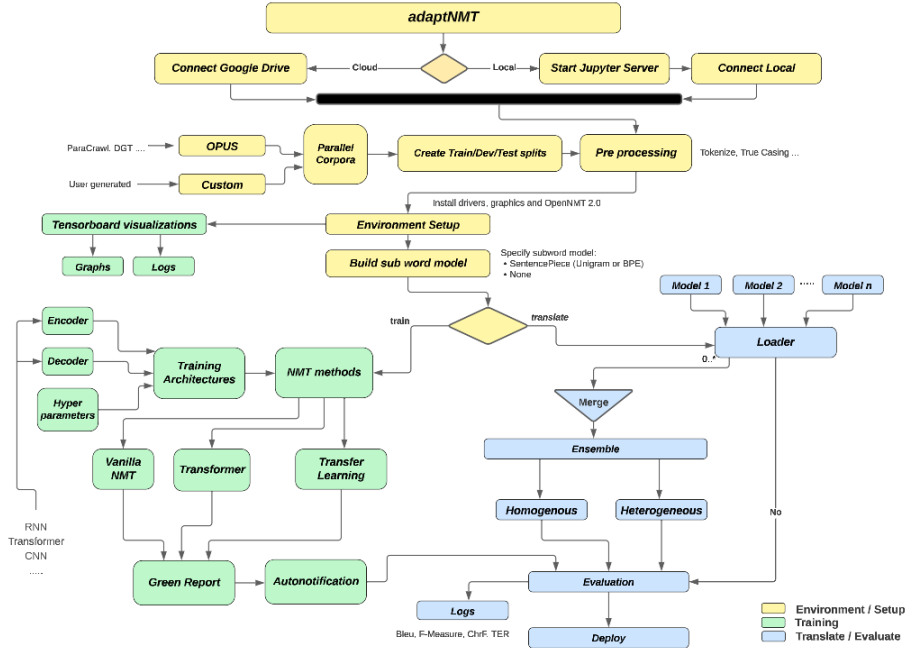 adaptNMT
Connect Google Drive
Cloud
Local
Start Jupyter Server
Connect Local
ParaCrawl. DGT ....
OPUS
Parallel
Corpora
Create Train/Dev/Test splits
Pre processing
Tokenize, True Casing ...
User generated
Custom
Install drivers, graphics and OpenNMT 2.0
Tensorboard visualizations
Environment Setup
Graphs
Logs
Build sub word model
Specify subword model:
• SentencePiece (Unigram or BPE)
• None
Model 1
Model 2
.....
Model n
Encoder
train
translate
Loader
Decoder
Training
Architectures
NMT methods
0..*
Hyper
parameters
Merge
Vanilla
NMT
Transformer
Transfer
Learning
Ensemble
Homogenous
Heterogeneous
No
RNN
Transformer
CNN
.....
Green Report
Autonotification
Evaluation
Logs
Bleu, F-Measure, ChrF. TER
Deploy
Environment / Setup
Training
Translate / Evaluate